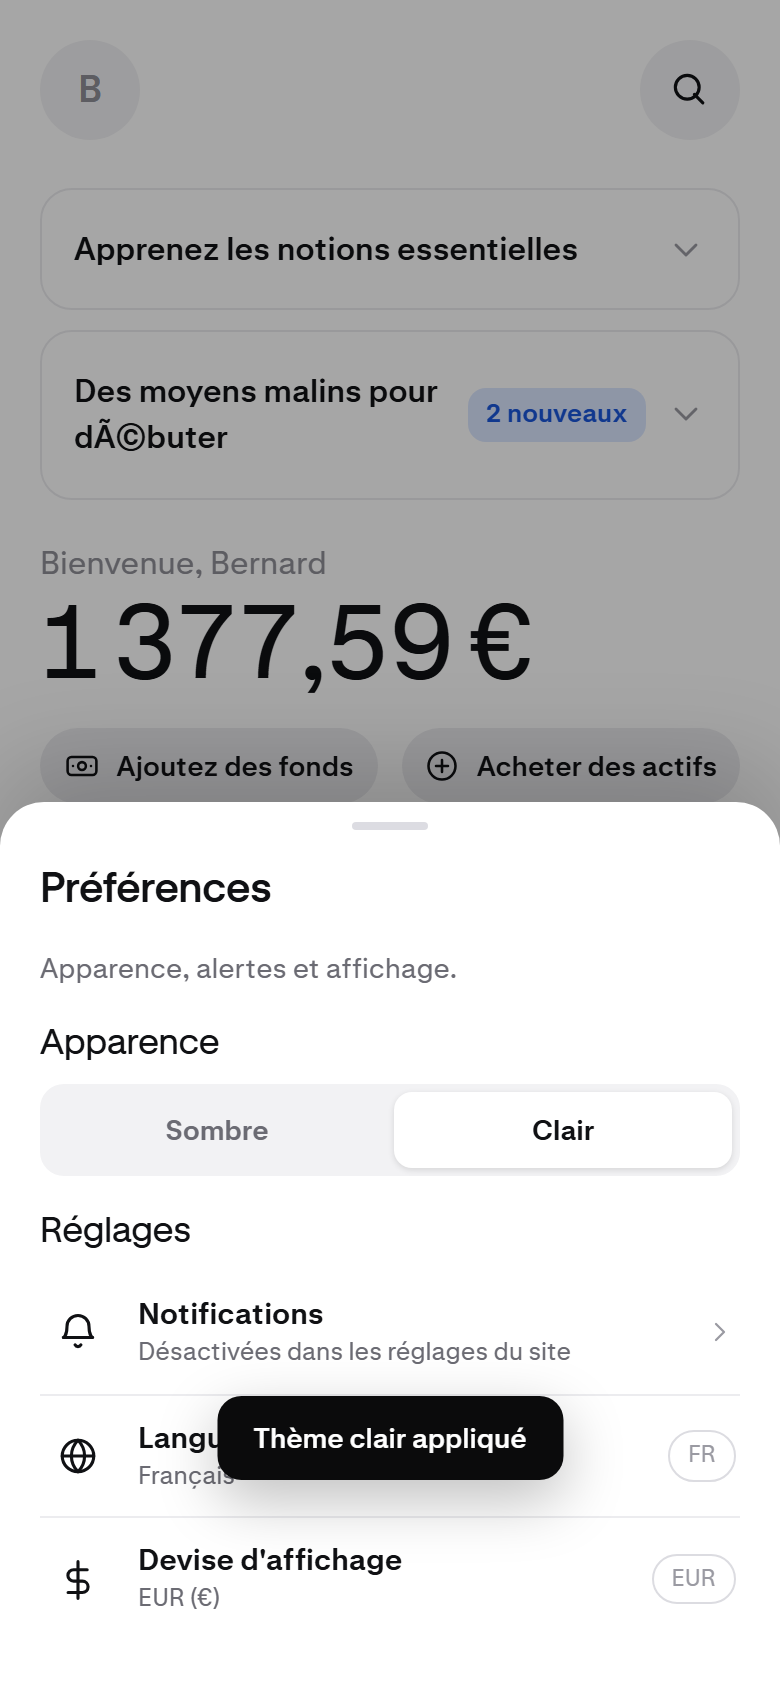 B
Apprenez les notions essentielles
Des moyens malins pour
dÃ©buter
2 nouveaux
Bienvenue, Bernard
1 377,59 €
Ajoutez des fonds
Acheter des actifs
Préférences
Apparence, alertes et affichage.
Apparence
Sombre
Clair
Réglages
Notifications
Désactivées dans les réglages du site
Langu
Thème clair appliqué
Français
FR
Devise d'affichage
EUR (€)
EUR